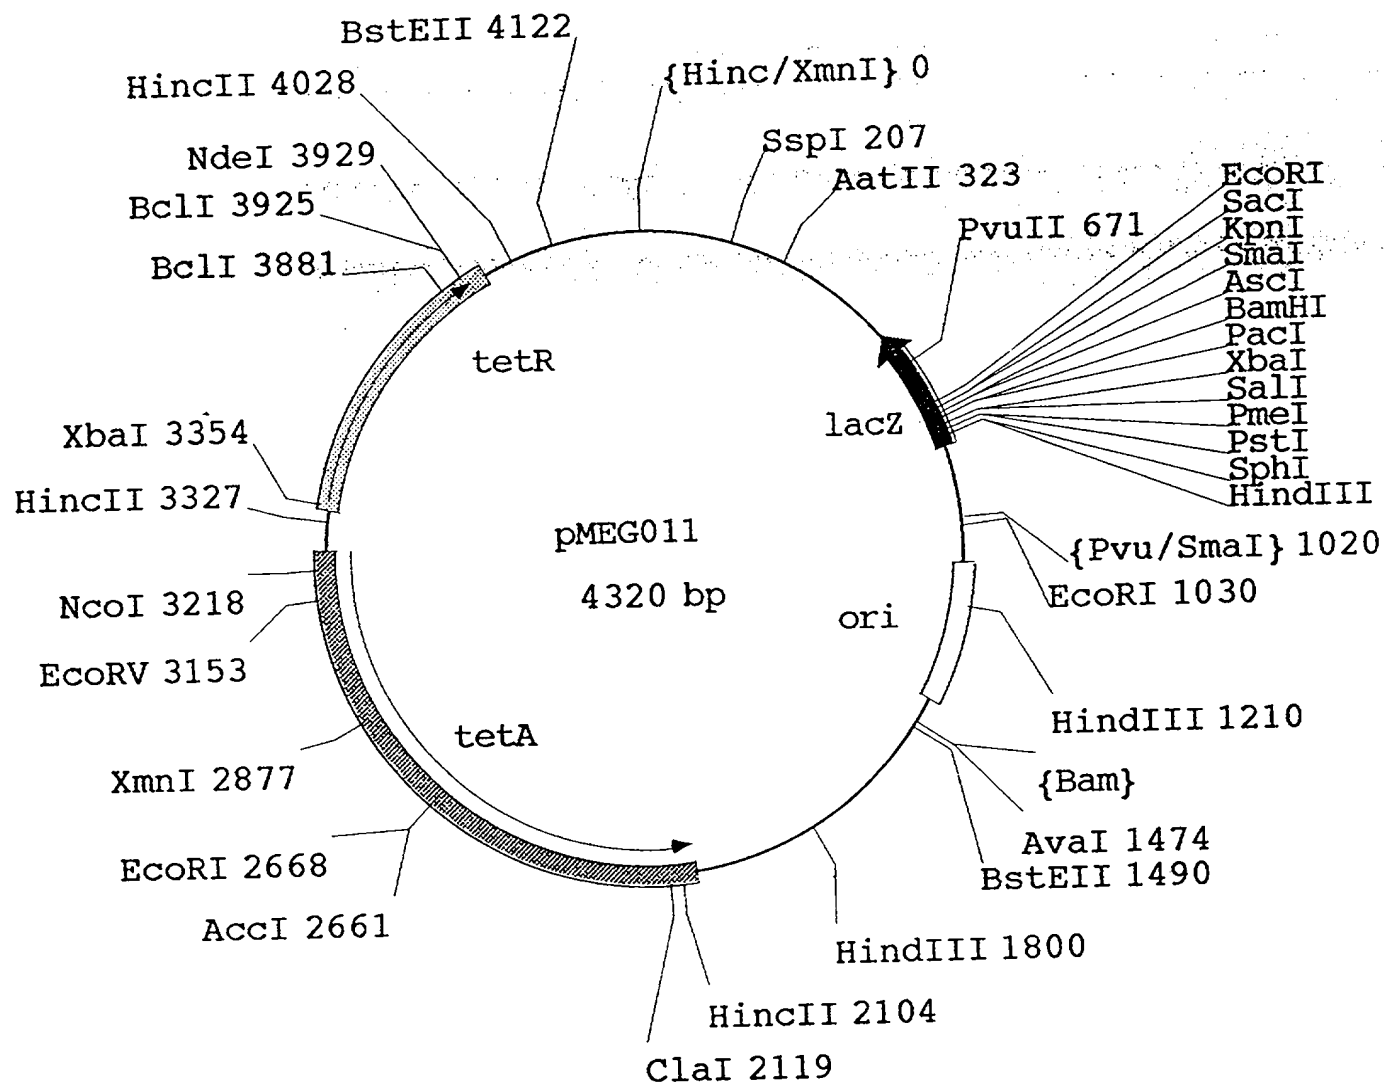 BstEII 4122
{Hinc/XmnI} 0
HincII 4028
SspI 207
NdeI 3929
AatII 323
BclI 3925
PvuII 671
BclI 3881
EcoRI
SacI
KpnI
SmaI
AscI
BamHI
PacI
XbaI
SalI
PmeI
PstI
SphI
HindIII
tetR
lacZ
XbaI 3354
HincII 3327
pMEG011
4320 bp
{Pvu/SmaI} 1020
EcoRI 1030
NcoI 3218
ori
EcoRV 3153
HindIII 1210
tetA
XmnI 2877
{Bam}
AvaI 1474
BstEII 1490
EcoRI 2668
AccI 2661
HindIII 1800
HincII 2104
ClaI 2119